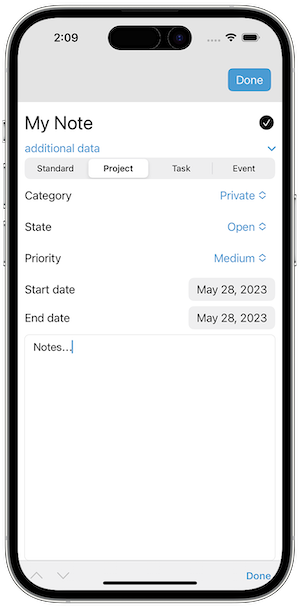 2:09
Done
My Note
additional data
Standard Project Task Event
Category Private
State Open
Priority Medium
Start date May 28, 2023
End date May 28, 2023
Notes...
Done